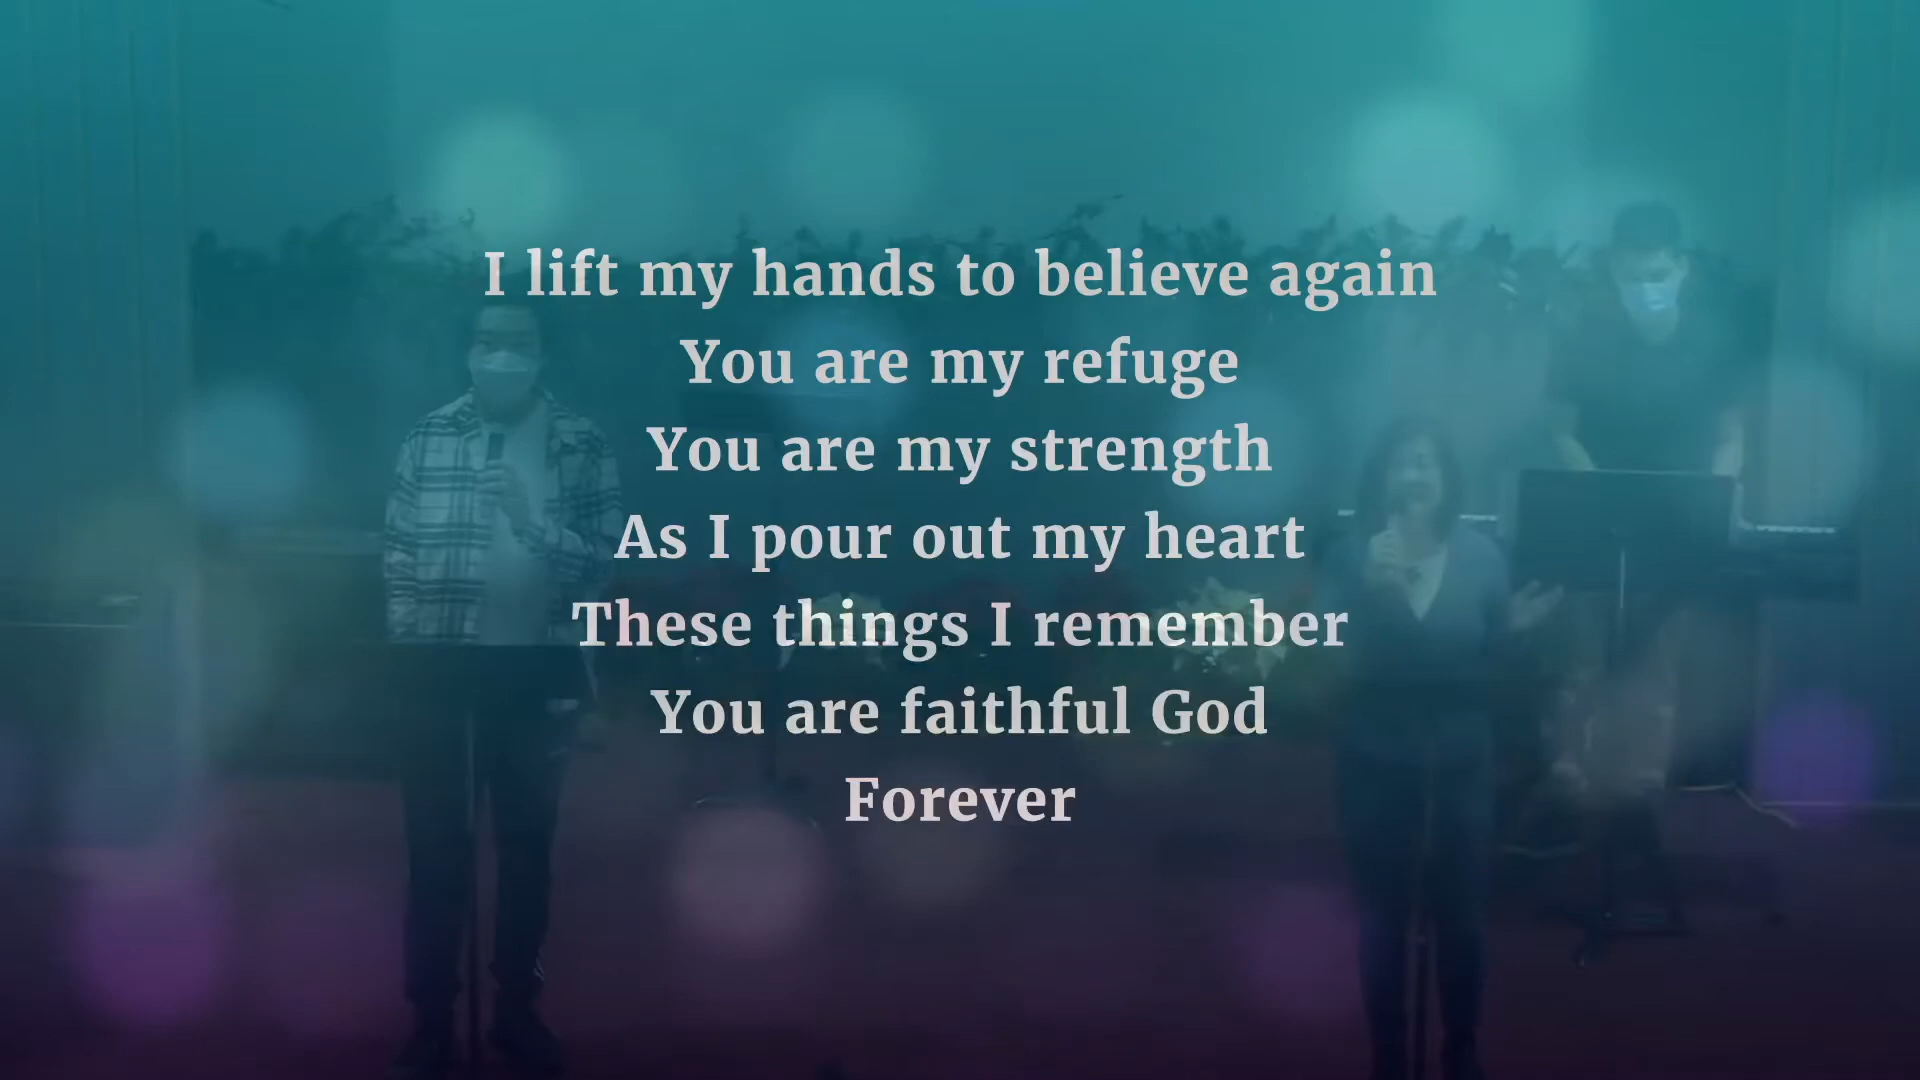 I lift my hands to believe again
You are my refuge
You are my strength
As I pour out my heart
These things I remember
You are faithful God
Forever